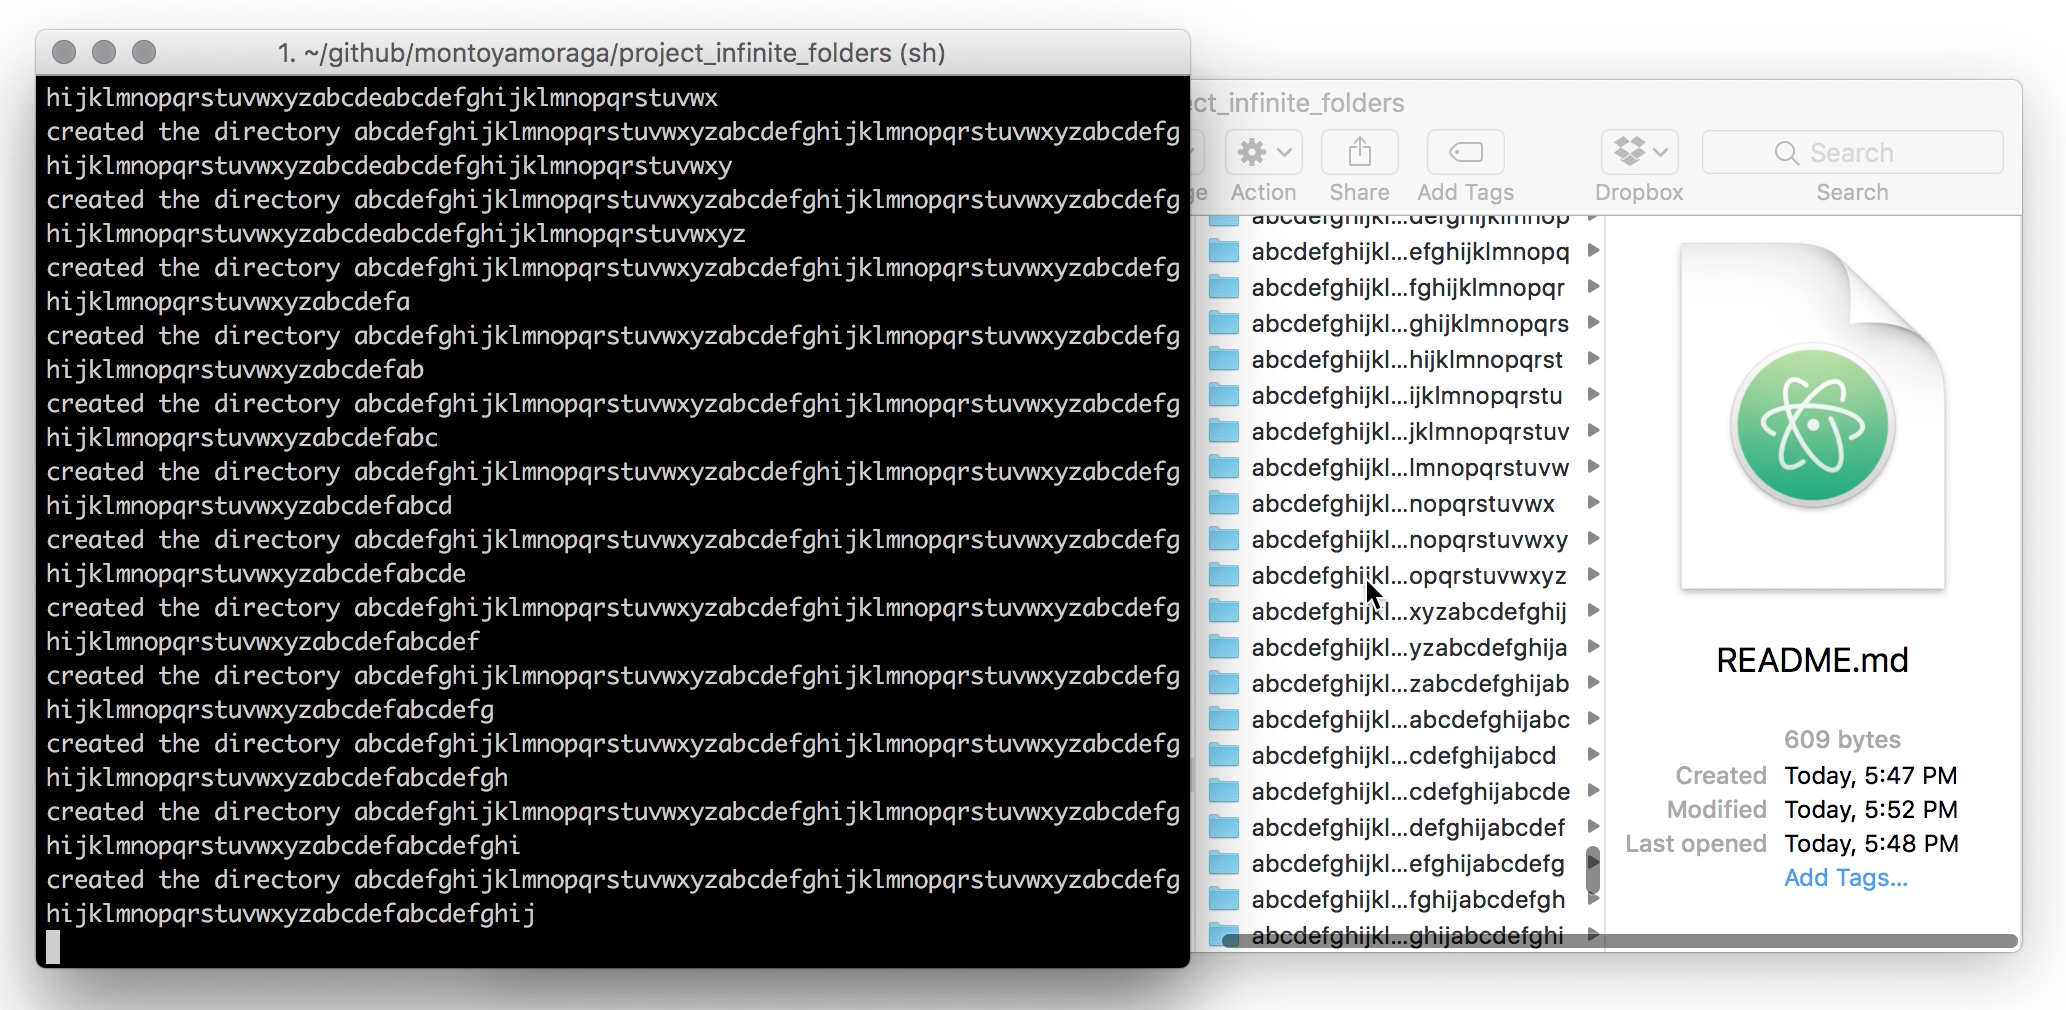 1. ~/github/montoyamoraga/project_infinite_folders (sh)
hijklmnopqrstuvwxyzabcdeabcdefghijklmnopqrstuvwx
created the directory abcdefghijklmnopqrstuvwxyzabcdefghijklmnopqrstuvwxyzabcdefg
hijklmnopqrstuvwxyzabcdeabcdefghijklmnopqrstuvwxy
created the directory abcdefghijklmnopqrstuvwxyzabcdefghijklmnopqrstuvwxyzabcdefg
hijklmnopqrstuvwxyzabcdeabcdefghijklmnopqrstuvwxyz
created the directory abcdefghijklmnopqrstuvwxyzabcdefghijklmnopqrstuvwxyzabcdefg
hijklmnopqrstuvwxyzabcdefa
created the directory abcdefghijklmnopqrstuvwxyzabcdefghijklmnopqrstuvwxyzabcdefg
hijklmnopqrstuvwxyzabcdefab
created the directory abcdefghijklmnopqrstuvwxyzabcdefghijklmnopqrstuvwxyzabcdefg
hijklmnopqrstuvwxyzabcdefabc
created the directory abcdefghijklmnopqrstuvwxyzabcdefghijklmnopqrstuvwxyzabcdefg
hijklmnopqrstuvwxyzabcdefabcd
created the directory abcdefghijklmnopqrstuvwxyzabcdefghijklmnopqrstuvwxyzabcdefg
hijklmnopqrstuvwxyzabcdefabcde
created the directory abcdefghijklmnopqrstuvwxyzabcdefghijklmnopqrstuvwxyzabcdefg
hijklmnopqrstuvwxyzabcdefabcdef
created the directory abcdefghijklmnopqrstuvwxyzabcdefghijklmnopqrstuvwxyzabcdefg
hijklmnopqrstuvwxyzabcdefabcdefg
created the directory abcdefghijklmnopqrstuvwxyzabcdefghijklmnopqrstuvwxyzabcdefg
hijklmnopqrstuvwxyzabcdefabcdefgh
created the directory abcdefghijklmnopqrstuvwxyzabcdefghijklmnopqrstuvwxyzabcdefg
hijklmnopqrstuvwxyzabcdefabcdefghi
created the directory abcdefghijklmnopqrstuvwxyzabcdefghijklmnopqrstuvwxyzabcdefg
hijklmnopqrstuvwxyzabcdefabcdefghij
ct_infinite_folders
Search
ge Action Share Add Tags Dropbox Search
abcdefghijkl...defghijklmnop
abcdefghijkl...efghijklmnopq
abcdefghijkl...fghijklmnopqr
abcdefghijkl...ghijklmnopqrs
abcdefghijkl...hijklmnopqrst
abcdefghijkl...ijklmnopqrstu
abcdefghijkl...jklmnopqrstuv
abcdefghijkl...lmnopqrstuvw
abcdefghijkl...nopqrstuvwx
abcdefghijkl...nopqrstuvwxy
abcdefghijkl...opqrstuvwxyz
abcdefghijkl...xyzabcdefghij
abcdefghijkl...yzabcdefghija
abcdefghijkl...zabcdefghijab
abcdefghijkl...abcdefghijabc
abcdefghijkl...cdefghijabcd
abcdefghijkl...cdefghijabcde
abcdefghijkl...defghijabcdef
abcdefghijkl...efghijabcdefg
abcdefghijkl...fghijabcdefgh
abcdefghijkl...ghijabcdefghi
README.md
609 bytes
Created Today, 5:47 PM
Modified Today, 5:52 PM
Last opened Today, 5:48 PM
Add Tags...